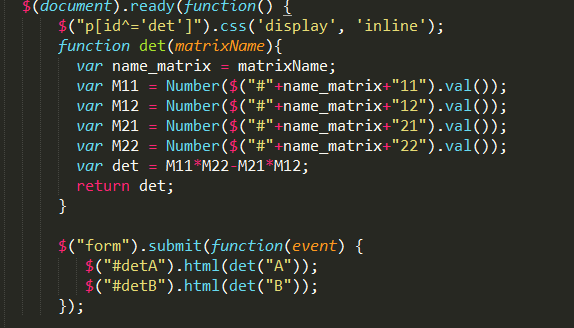 $(document).ready(function() {
$("p[id^='det']").css('display', 'inline');
function det(matrixName){
var name_matrix = matrixName;
var M11 = Number($("#"+name_matrix+"11").val());
var M12 = Number($("#"+name_matrix+"12").val());
var M21 = Number($("#"+name_matrix+"21").val());
var M22 = Number($("#"+name_matrix+"22").val());
var det = M11*M22-M21*M12;
return det;
}
$("form").submit(function(event) {
$("#detA").html(det("A"));
$("#detB").html(det("B"));
});